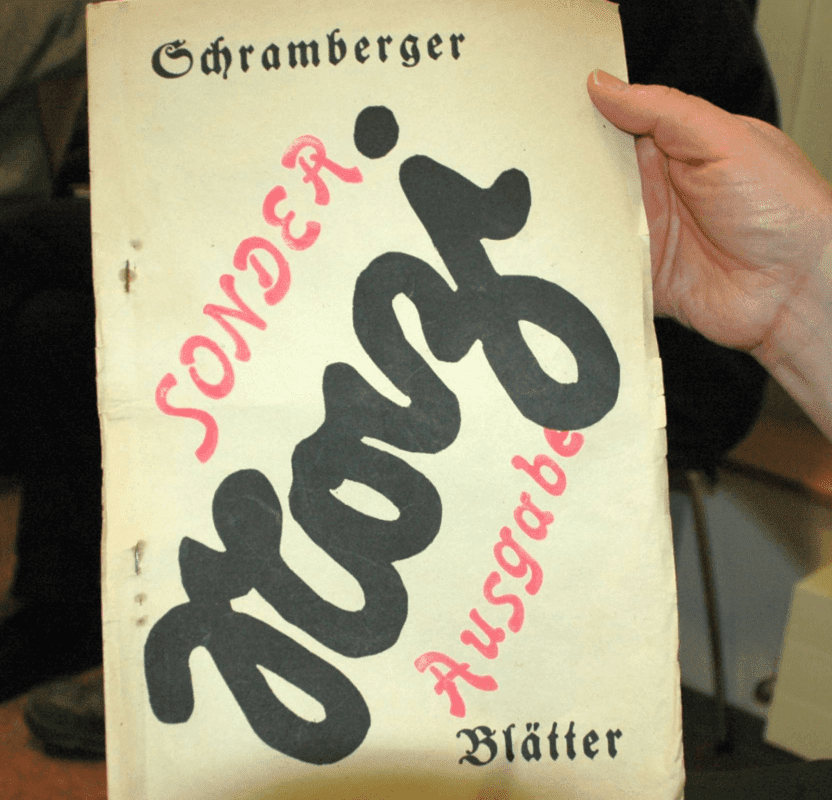 Schramberger
SONDER
Ausgabe
Blätter